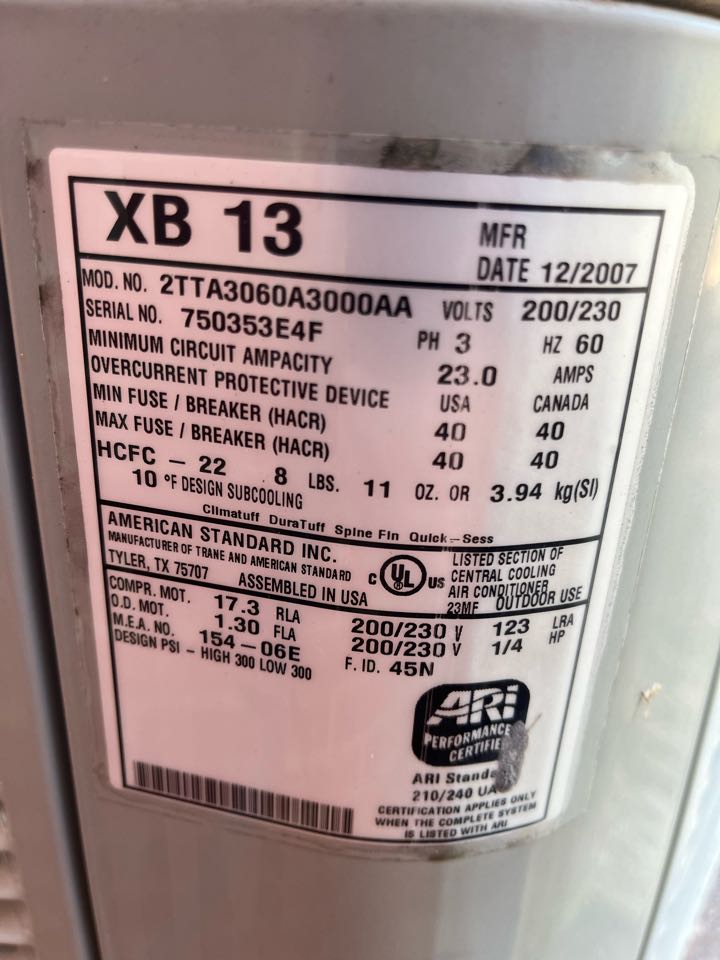 XB 13
MFR
DATE 12/2007
MOD. NO. 2TTA3060A3000AA VOLTS 200/230
SERIAL NO. 750353E4F PH 3 HZ 60
MINIMUM CIRCUIT AMPACITY 23.0 AMPS
OVERCURRENT PROTECTIVE DEVICE USA CANADA
MIN FUSE / BREAKER (HACR) 40 40
MAX FUSE / BREAKER (HACR) 40 40
HCFC - 22 8 LBS. 11 OZ. OR 3.94 kg(SI)
10 °F DESIGN SUBCOOLING
Climatuff DuraTuff Spine Fin Quick-Sess
AMERICAN STANDARD INC.
MANUFACTURER OF TRANE AND AMERICAN STANDARD
TYLER, TX 75707 ASSEMBLED IN USA
C UL US
LISTED SECTION OF
CENTRAL COOLING
AIR CONDITIONER
23MF OUTDOOR USE
COMPR. MOT. 17.3 RLA 200/230 V 123 LRA
O.D. MOT. 1.30 FLA 200/230 V 1/4 HP
M.E.A. NO. 154-06E F. ID. 45N
DESIGN PSI - HIGH 300 LOW 300
ARI
PERFORMANCE
CERTIFIE
ARI Standa
210/240 UA
CERTIFICATION APPLIES ONLY
WHEN THE COMPLETE SYSTEM
IS LISTED WITH ARI